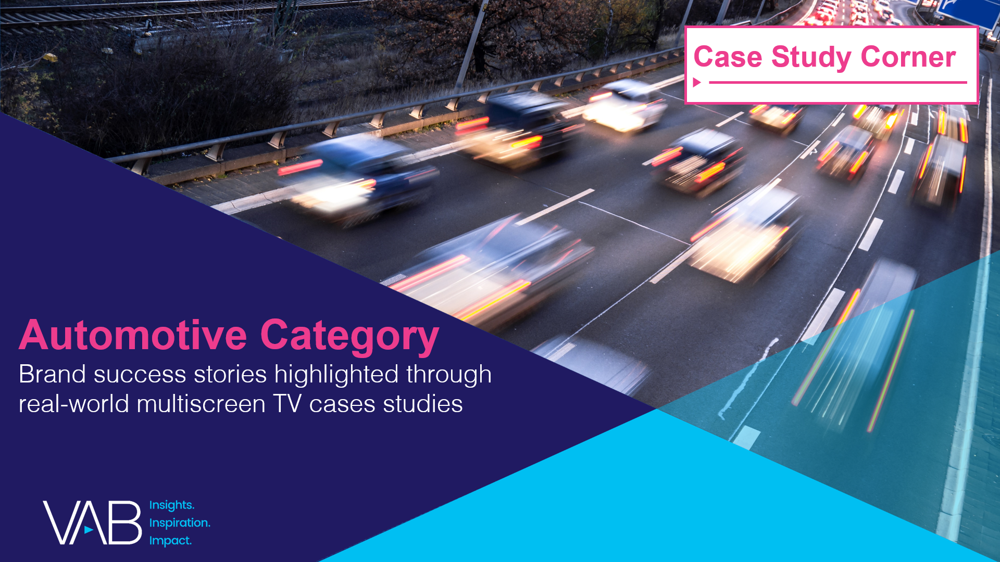 Case Study Corner
Automotive Category
Brand success stories highlighted through
real-world multiscreen TV cases studies
VAB
Insights.
Inspiration.
Impact.